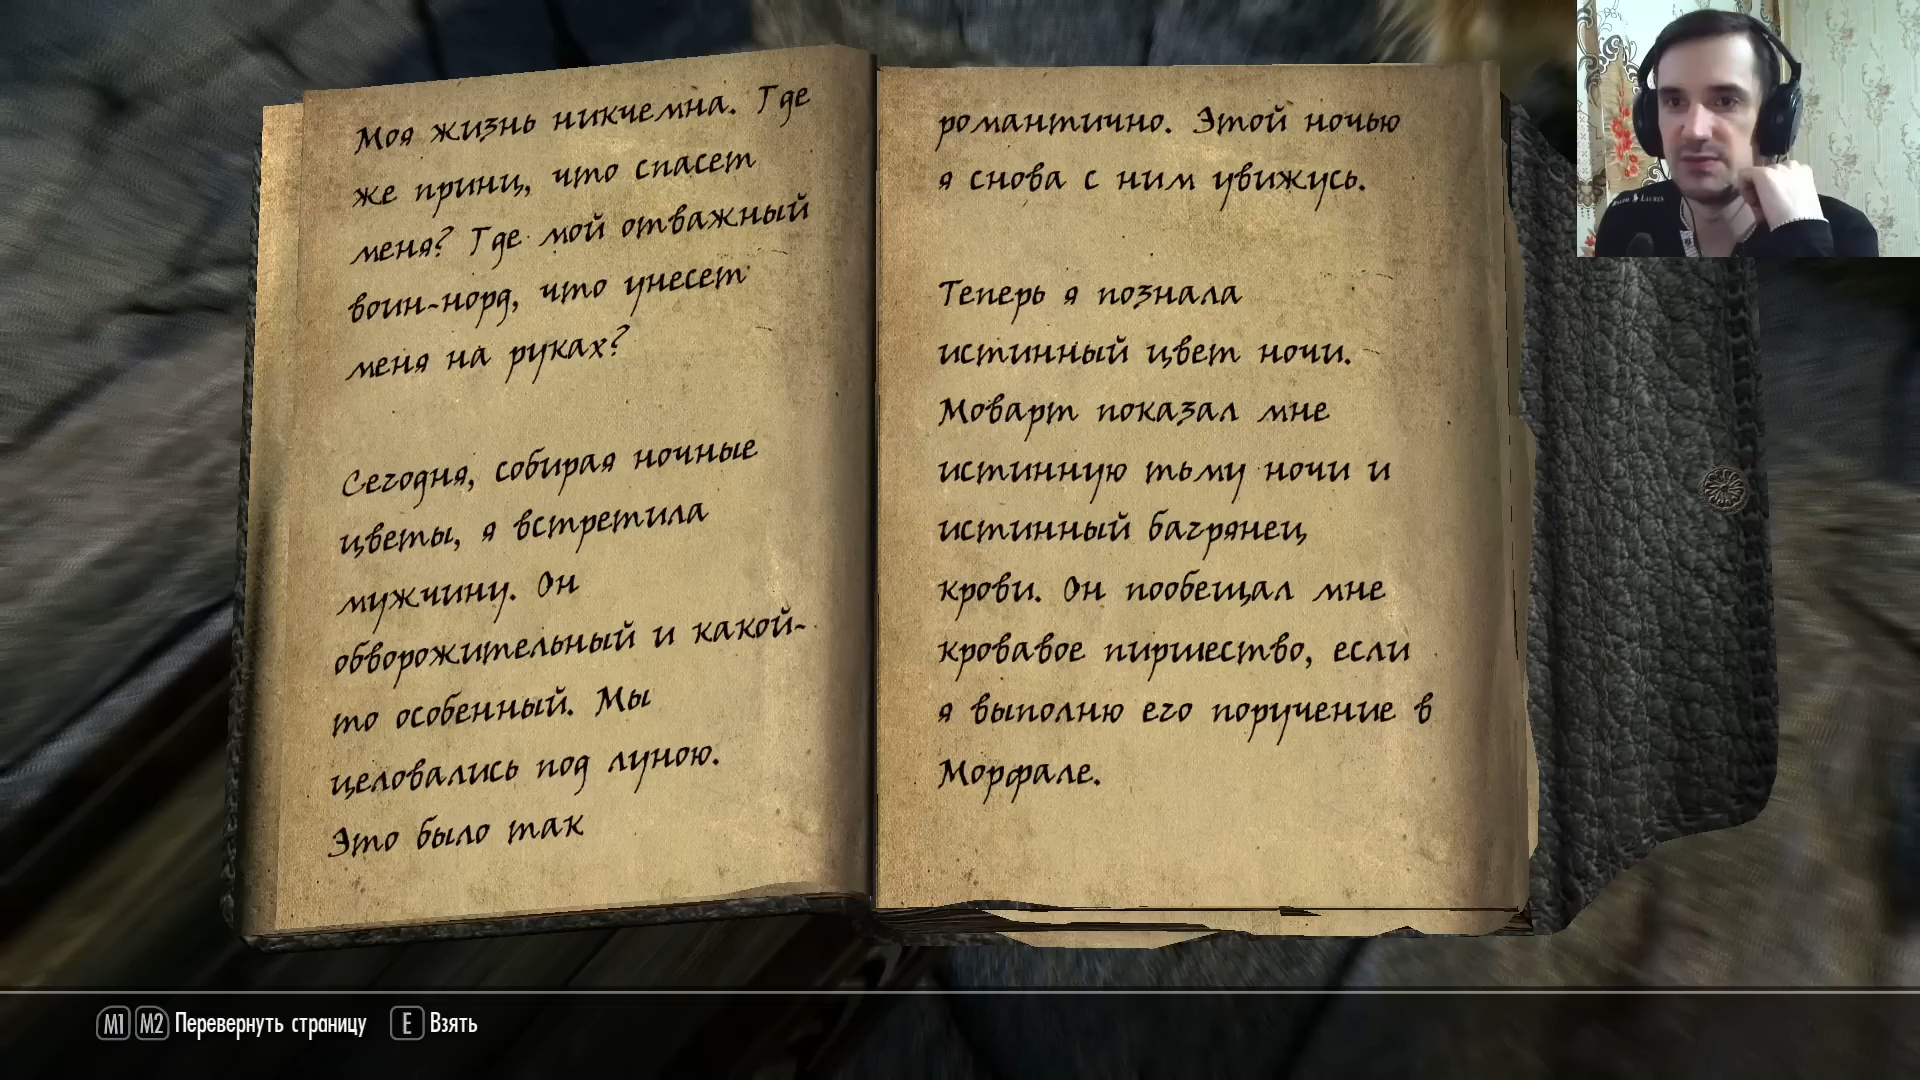 Моя жизнь никчемна. Где
же принц, что спасет
меня? Где мой отважный
воин-норд, что унесет
меня на руках?
Сегодня, собирая ночные
цветы, я встретила
мужчину. Он
обворожительный и какой-
то особенный. Мы
целовались под луною.
Это было так
романтично. Этой ночью
я снова с ним увижусь.
Теперь я познала
истинный цвет ночи.
Моварт показал мне
истинную тьму ночи и
истинный багрянец
крови. Он пообещал мне
кровавое пиршество, если
я выполню его поручение в
Морфале.
RALPH LAUREN
M1 M2 Перевернуть страницу E Взять